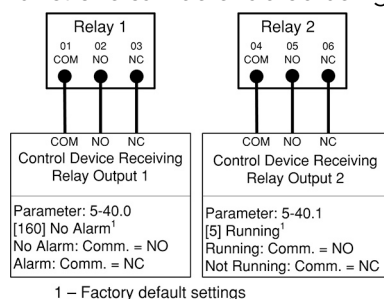 Relay 1
01 02 03
COM NO NC
COM NO NC
Control Device Receiving
Relay Output 1
Parameter: 5-40.0
[160] No Alarm¹
No Alarm: Comm. = NO
Alarm: Comm. = NC
Relay 2
04 05 06
COM NO NC
COM NO NC
Control Device Receiving
Relay Output 2
Parameter: 5-40.1
[5] Running¹
Running: Comm. = NO
Not Running: Comm. = NC
1 – Factory default settings